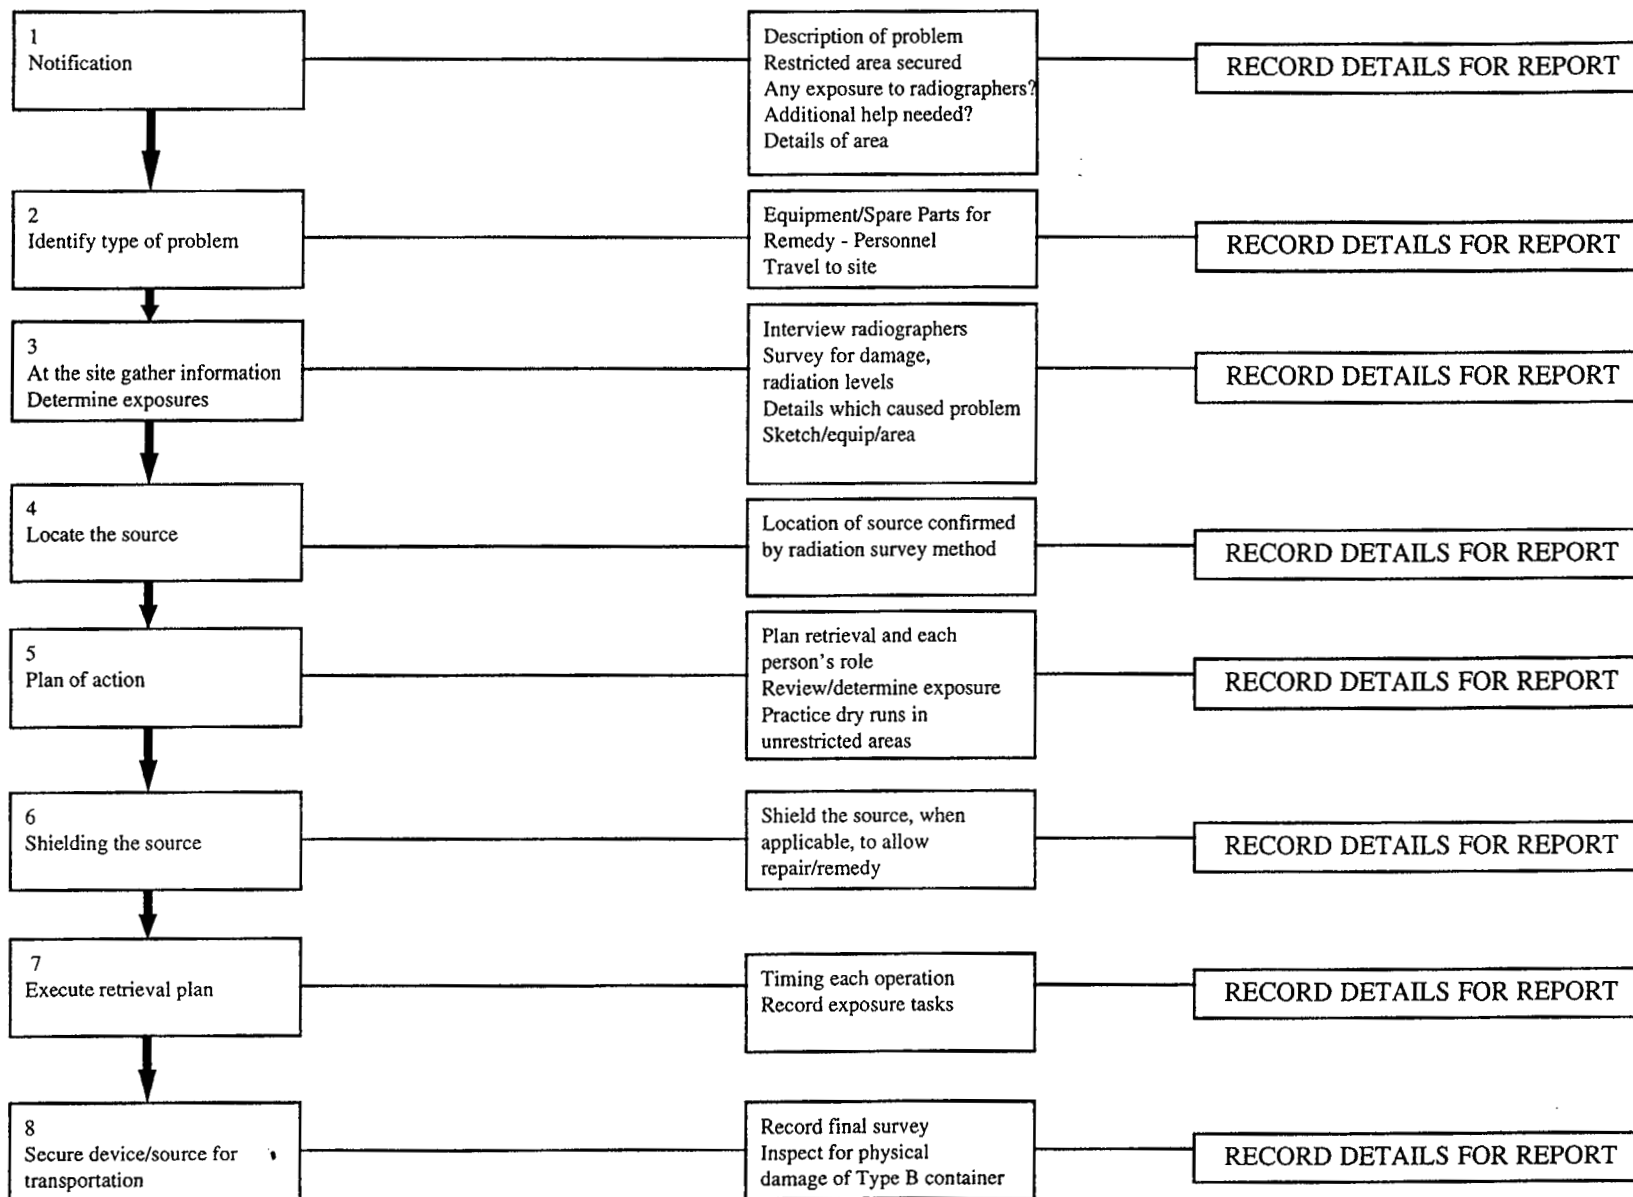 1
Notification
Description of problem
Restricted area secured
Any exposure to radiographers?
Additional help needed?
Details of area
RECORD DETAILS FOR REPORT
2
Identify type of problem
Equipment/Spare Parts for
Remedy - Personnel
Travel to site
RECORD DETAILS FOR REPORT
3
At the site gather information
Determine exposures
Interview radiographers
Survey for damage,
radiation levels
Details which caused problem
Sketch/equip/area
RECORD DETAILS FOR REPORT
4
Locate the source
Location of source confirmed
by radiation survey method
RECORD DETAILS FOR REPORT
5
Plan of action
Plan retrieval and each
person's role
Review/determine exposure
Practice dry runs in
unrestricted areas
RECORD DETAILS FOR REPORT
6
Shielding the source
Shield the source, when
applicable, to allow
repair/remedy
RECORD DETAILS FOR REPORT
7
Execute retrieval plan
Timing each operation
Record exposure tasks
RECORD DETAILS FOR REPORT
8
Secure device/source for
transportation
Record final survey
Inspect for physical
damage of Type B container
RECORD DETAILS FOR REPORT